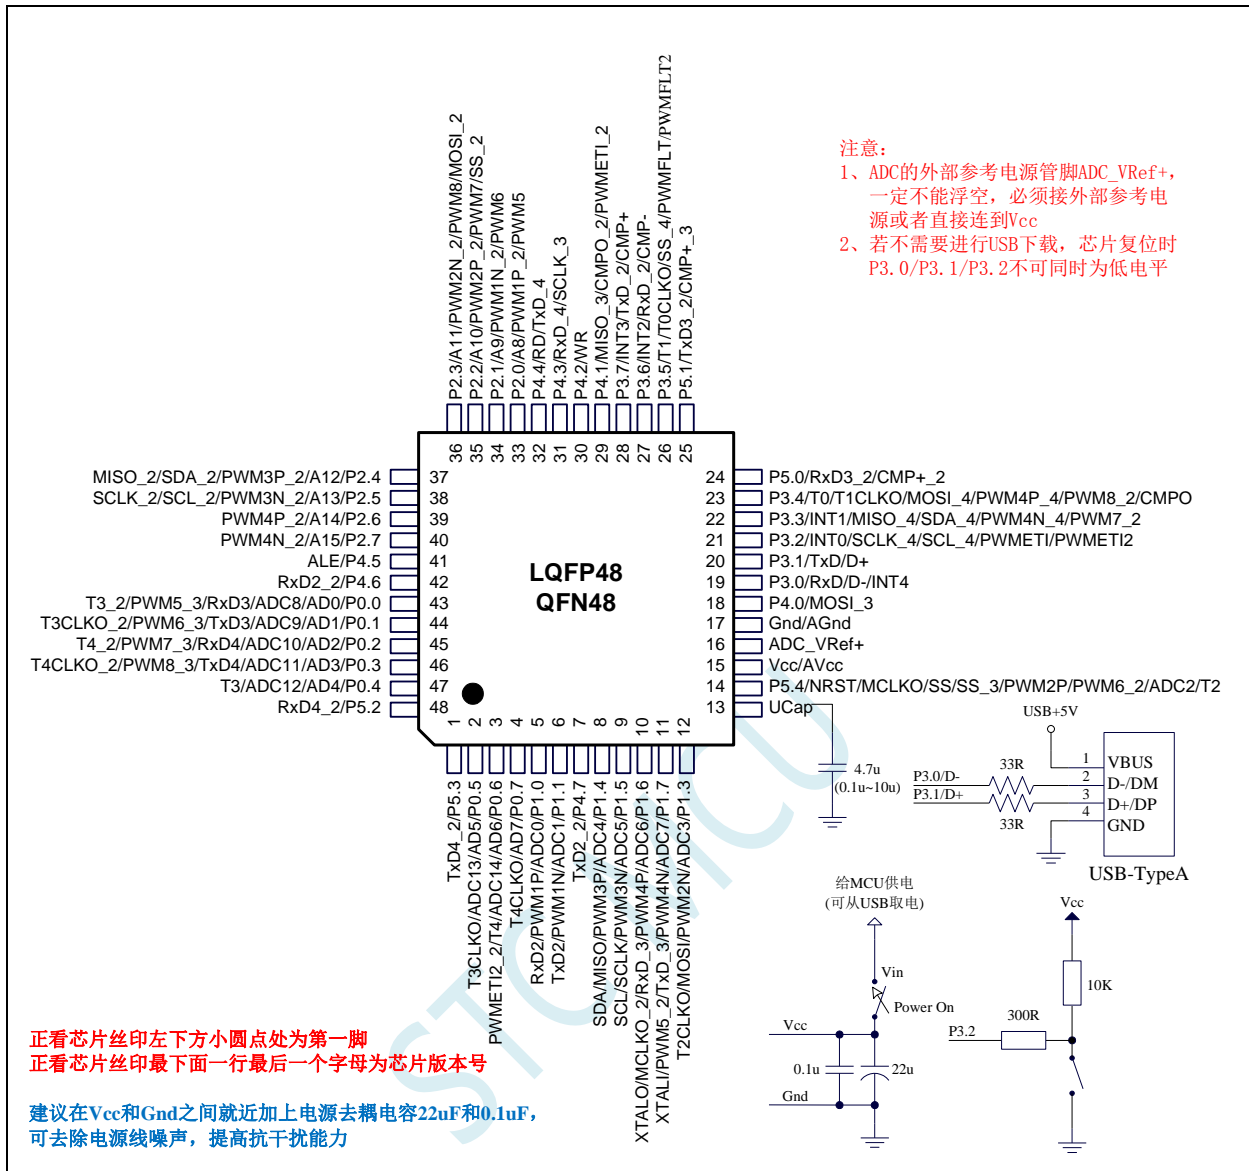 注意：
1、ADC的外部参考电源管脚ADC_VRef+，
一定不能浮空，必须接外部参考电
源或者直接连到Vcc
2、若不需要进行USB下载，芯片复位时
P3.0/P3.1/P3.2不可同时为低电平
P2.3/A11/PWM2N_2/PWM8/MOSI_2
P2.2/A10/PWM2P_2/PWM7/SS_2
P2.1/A9/PWM1N_2/PWM6
P2.0/A8/PWM1P_2/PWM5
P4.4/RD/TxD_4
P4.3/RxD_4/SCLK_3
P4.2/WR
P4.1/MISO_3/CMPO_2/PWMETI_2
P3.7/INT3/TxD_2/CMP+
P3.6/INT2/RxD_2/CMP-
P3.5/T1/T0CLKO/SS_4/PWMFLT/PWMFLT2
P5.1/TxD3_2/CMP+_3
36 35 34 33 32 31 30 29 28 27 26 25
MISO_2/SDA_2/PWM3P_2/A12/P2.4 37
SCLK_2/SCL_2/PWM3N_2/A13/P2.5 38
PWM4P_2/A14/P2.6 39
PWM4N_2/A15/P2.7 40
ALE/P4.5 41
RxD2_2/P4.6 42
T3_2/PWM5_3/RxD3/ADC8/AD0/P0.0 43
T3CLKO_2/PWM6_3/TxD3/ADC9/AD1/P0.1 44
T4_2/PWM7_3/RxD4/ADC10/AD2/P0.2 45
T4CLKO_2/PWM8_3/TxD4/ADC11/AD3/P0.3 46
T3/ADC12/AD4/P0.4 47
RxD4_2/P5.2 48
LQFP48
QFN48
24 P5.0/RxD3_2/CMP+_2
23 P3.4/T0/T1CLKO/MOSI_4/PWM4P_4/PWM8_2/CMPO
22 P3.3/INT1/MISO_4/SDA_4/PWM4N_4/PWM7_2
21 P3.2/INT0/SCLK_4/SCL_4/PWMETI/PWMETI2
20 P3.1/TxD/D+
19 P3.0/RxD/D-/INT4
18 P4.0/MOSI_3
17 Gnd/AGnd
16 ADC_VRef+
15 Vcc/AVcc
14 P5.4/NRST/MCLKO/SS/SS_3/PWM2P/PWM6_2/ADC2/T2
13 UCap
1 2 3 4 5 6 7 8 9 10 11 12
TxD4_2/P5.3
T3CLKO/ADC13/AD5/P0.5
PWMETI2_2/T4/ADC14/AD6/P0.6
T4CLKO/AD7/P0.7
RxD2/PWM1P/ADC0/P1.0
TxD2/PWM1N/ADC1/P1.1
TxD2_2/P4.7
SDA/MISO/PWM3P/ADC4/P1.4
SCL/SCLK/PWM3N/ADC5/P1.5
XTALO/MCLKO_2/RxD_3/PWM4P/ADC6/P1.6
XTALI/PWM5_2/TxD_3/PWM4N/ADC7/P1.7
T2CLKO/MOSI/PWM2N/ADC3/P1.3
4.7u
(0.1u~10u)
USB+5V
33R
P3.0/D-
P3.1/D+
33R
1 VBUS
2 D-/DM
3 D+/DP
4 GND
USB-TypeA
给MCU供电
(可从USB取电)
Vin
Power On
Vcc
0.1u
22u
Gnd
Vcc
10K
300R
P3.2
STCMCU
正看芯片丝印左下方小圆点处为第一脚
正看芯片丝印最下面一行最后一个字母为芯片版本号
建议在Vcc和Gnd之间就近加上电源去耦电容22uF和0.1uF，
可去除电源线噪声，提高抗干扰能力